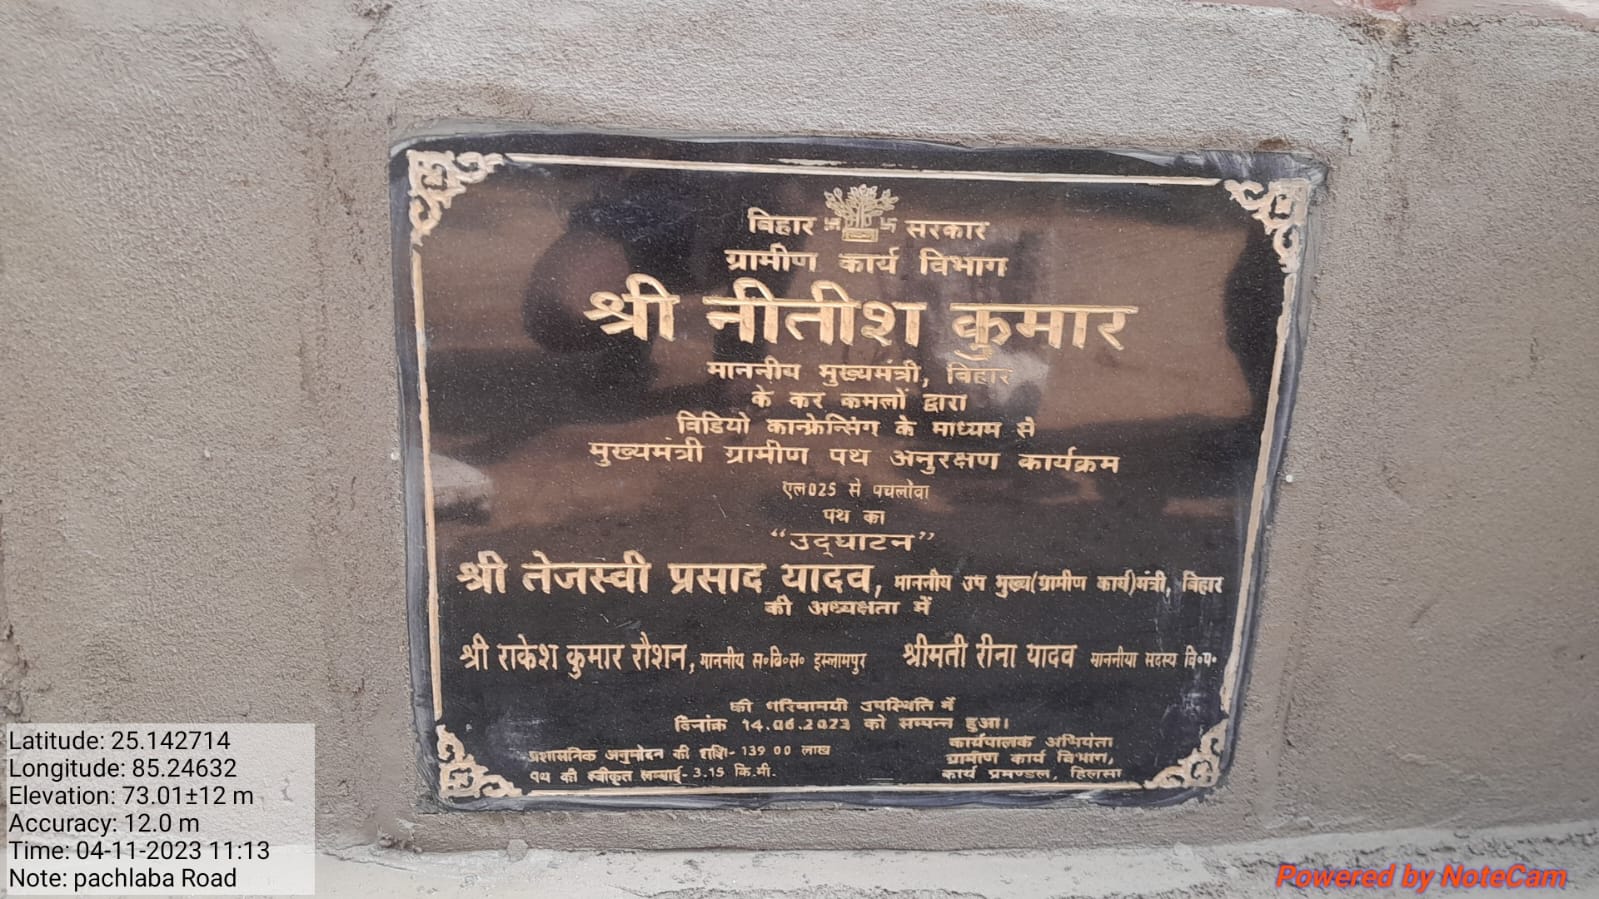 बिहार सरकार
ग्रामीण कार्य विभाग
श्री नीतीश कुमार
माननीय मुख्यमंत्री, बिहार
के कर कमलों द्वारा
विडियो कान्फ्रेन्सिंग के माध्यम से
मुख्यमंत्री ग्रामीण पथ अनुरक्षण कार्यक्रम
एल025 से पचलोवा
पथ का
“उद्घाटन”
श्री तेजस्वी प्रसाद यादव, माननीय उप मुख्य(ग्रामीण कार्य)मंत्री, बिहार
की अध्यक्षता में
श्री राकेश कुमार रौशन, माननीय स०वि०स० इस्लामपुर श्रीमती रीना यादव माननीया सदस्य वि०प०
की गरिमामयी उपस्थिति में
दिनांक 14.06.2023 को सम्पन्न हुआ।
प्रशासनिक अनुमोदन की राशि- 139 00 लाख
पथ की स्वीकृत लम्बाई- 3.15 कि.मी.
कार्यपालक अभियंता
ग्रामीण कार्य विभाग,
कार्य प्रमण्डल, हिलसा
Latitude: 25.142714
Longitude: 85.24632
Elevation: 73.01±12 m
Accuracy: 12.0 m
Time: 04-11-2023 11:13
Note: pachlaba Road
Powered by NoteCam